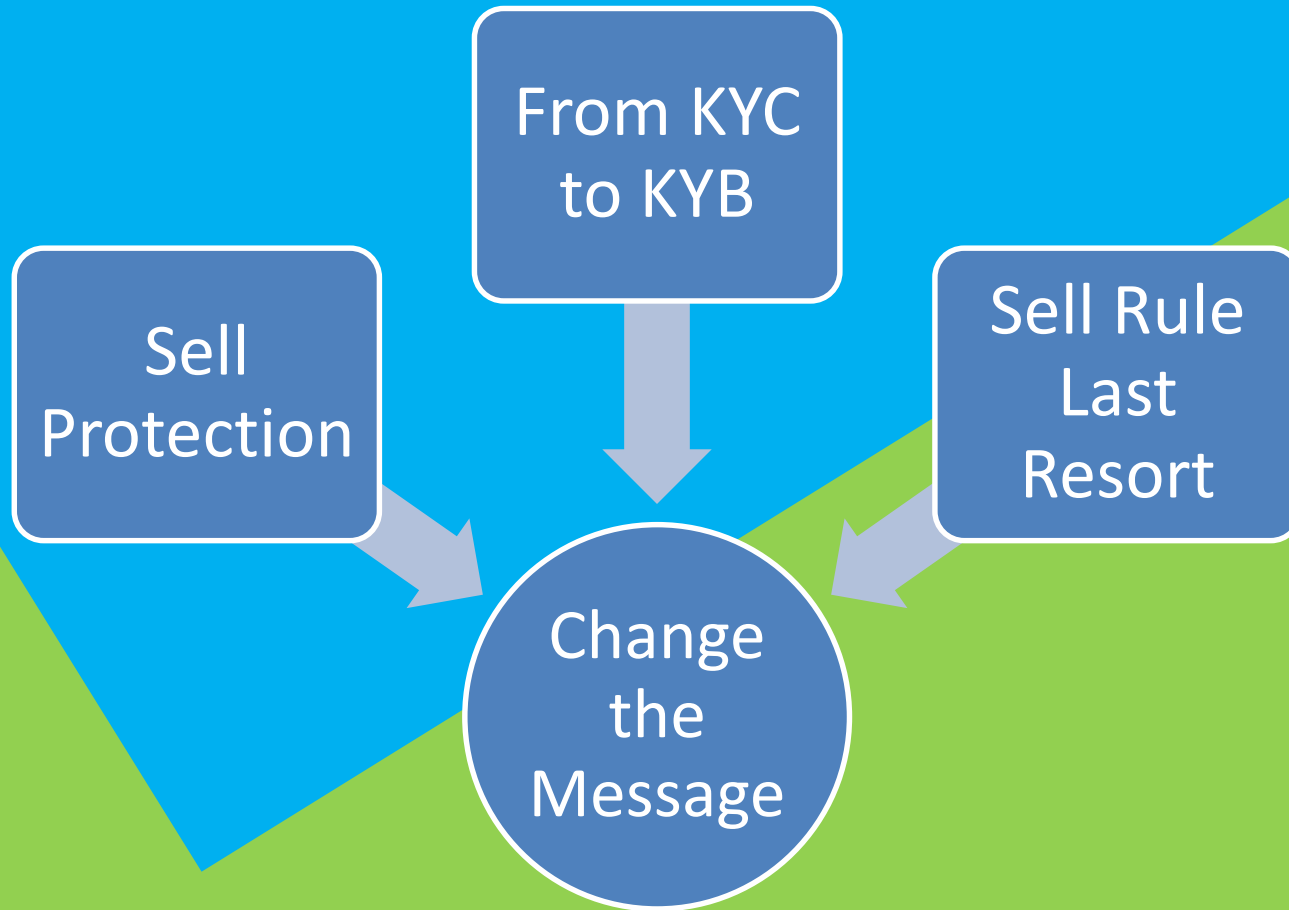 From KYC
to KYB
Sell
Protection
Sell Rule
Last
Resort
Change
the
Message